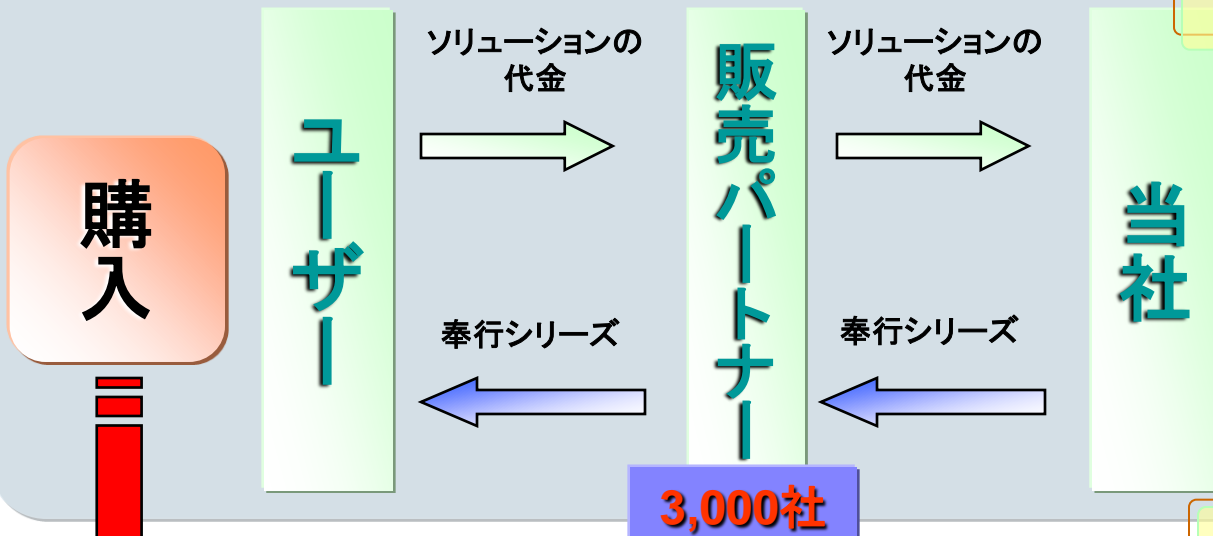 購入
ユーザー
ソリューションの
代金
奉行シリーズ
販売パートナー
3,000社
ソリューションの
代金
奉行シリーズ
当社